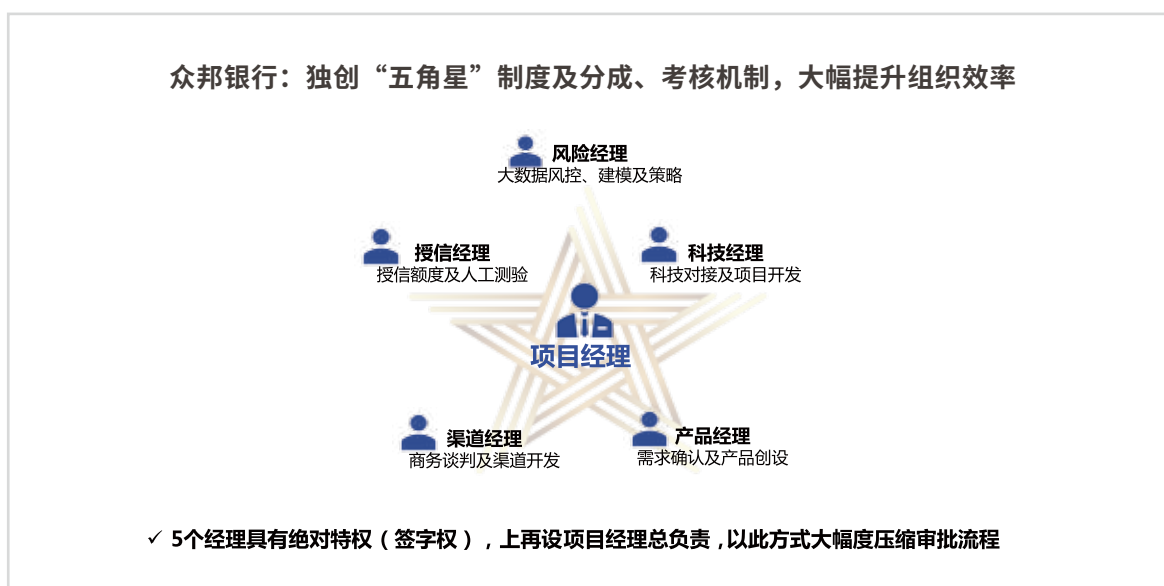 众邦银行：独创“五角星”制度及分成、考核机制，大幅提升组织效率
风险经理
大数据风控、建模及策略
授信经理
授信额度及人工测验
科技经理
科技对接及项目开发
项目经理
渠道经理
商务谈判及渠道开发
产品经理
需求确认及产品创设
✓ 5个经理具有绝对特权（签字权），上再设项目经理总负责，以此方式大幅度压缩审批流程